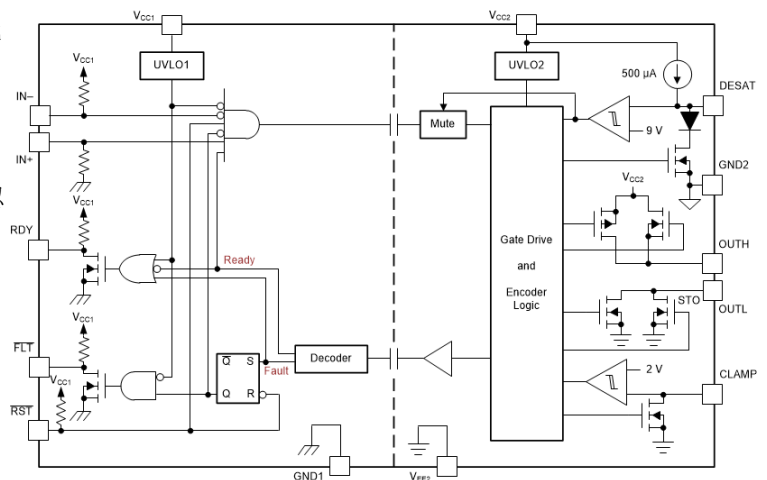 VCC1
VCC2
VCC1
UVLO1
UVLO2
500 µA
DESAT
IN–
Mute
9 V
IN+
GND2
VCC1
VCC2
RDY
Gate Drive
and
Encoder
Logic
Ready
OUTH
STO
OUTL
VCC1
FLT
Q S
Decoder
Fault
2 V
CLAMP
VCC1
Q R
RST
GND1
VEE2